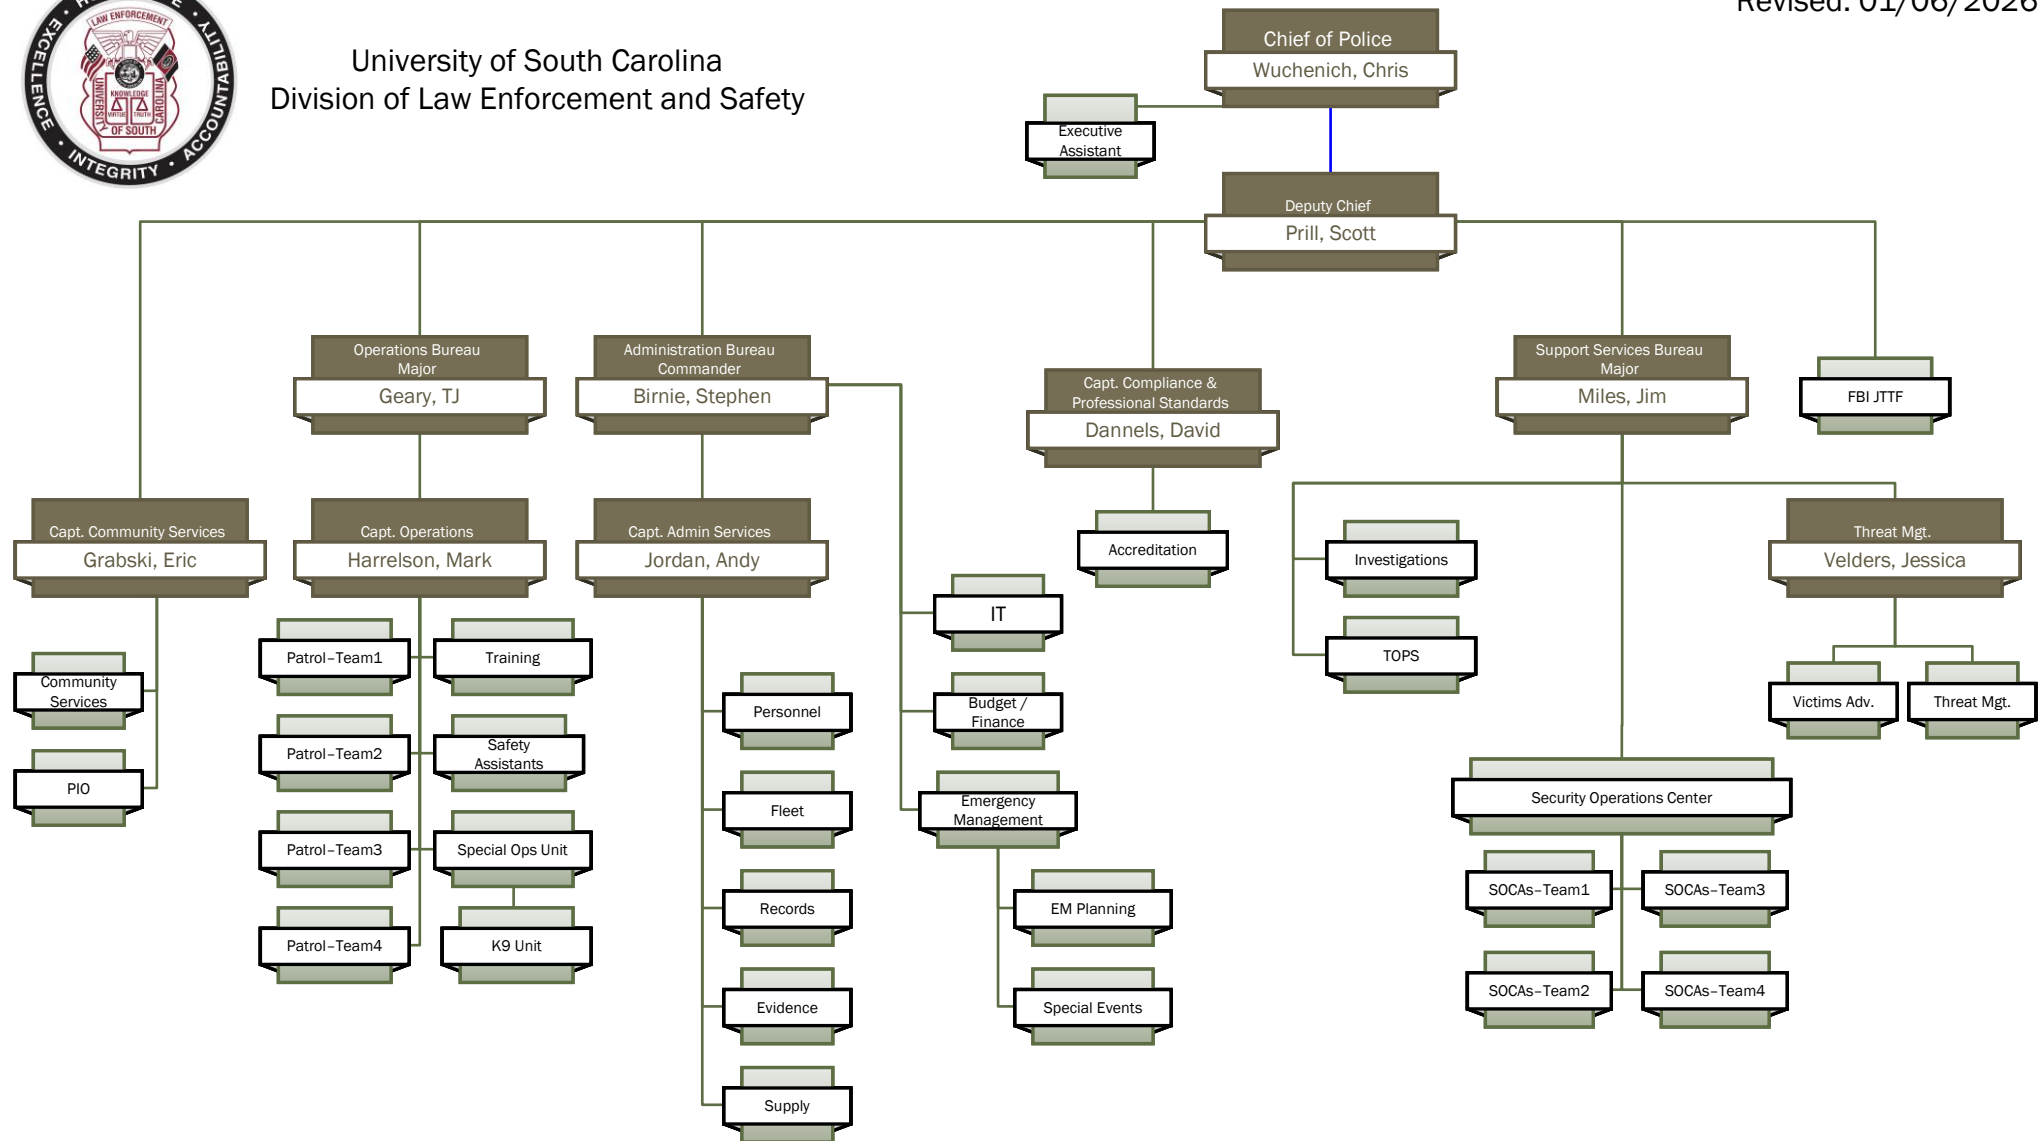 LAW ENFORCEMENT
EXCELLENCE • INTEGRITY • ACCOUNTABILITY
KNOWLEDGE
VIRTUE TRUTH
UNIVERSITY
OF SOUTH
CAROLINA
Revised: 01/06/2026
University of South Carolina
Division of Law Enforcement and Safety
Chief of Police
Wuchenich, Chris
Executive
Assistant
Deputy Chief
Prill, Scott
Operations Bureau
Major
Geary, TJ
Administration Bureau
Commander
Birnie, Stephen
Capt. Compliance &
Professional Standards
Dannels, David
Support Services Bureau
Major
Miles, Jim
FBI JTTF
Capt. Community Services
Grabski, Eric
Capt. Operations
Harrelson, Mark
Capt. Admin Services
Jordan, Andy
Accreditation
Investigations
Threat Mgt.
Velders, Jessica
IT
TOPS
Patrol–Team1
Training
Community
Services
Personnel
Budget /
Finance
Victims Adv.
Threat Mgt.
Patrol–Team2
Safety
Assistants
PIO
Fleet
Emergency
Management
Security Operations Center
Patrol–Team3
Special Ops Unit
Records
EM Planning
SOCAs–Team1
SOCAs–Team3
Patrol–Team4
K9 Unit
Evidence
Special Events
SOCAs–Team2
SOCAs–Team4
Supply